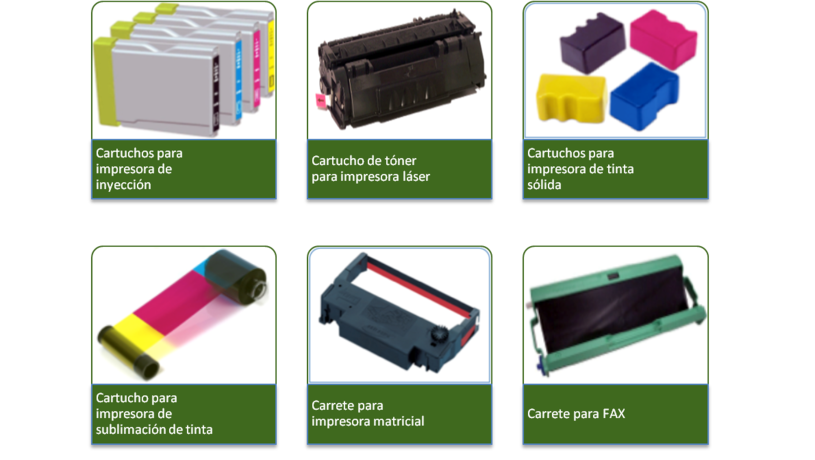 Cartuchos para
impresora de
inyección
Cartucho de tóner
para impresora láser
Cartuchos para
impresora de tinta
sólida
Cartucho para
impresora de
sublimación de tinta
Carrete para
impresora matricial
Carrete para FAX